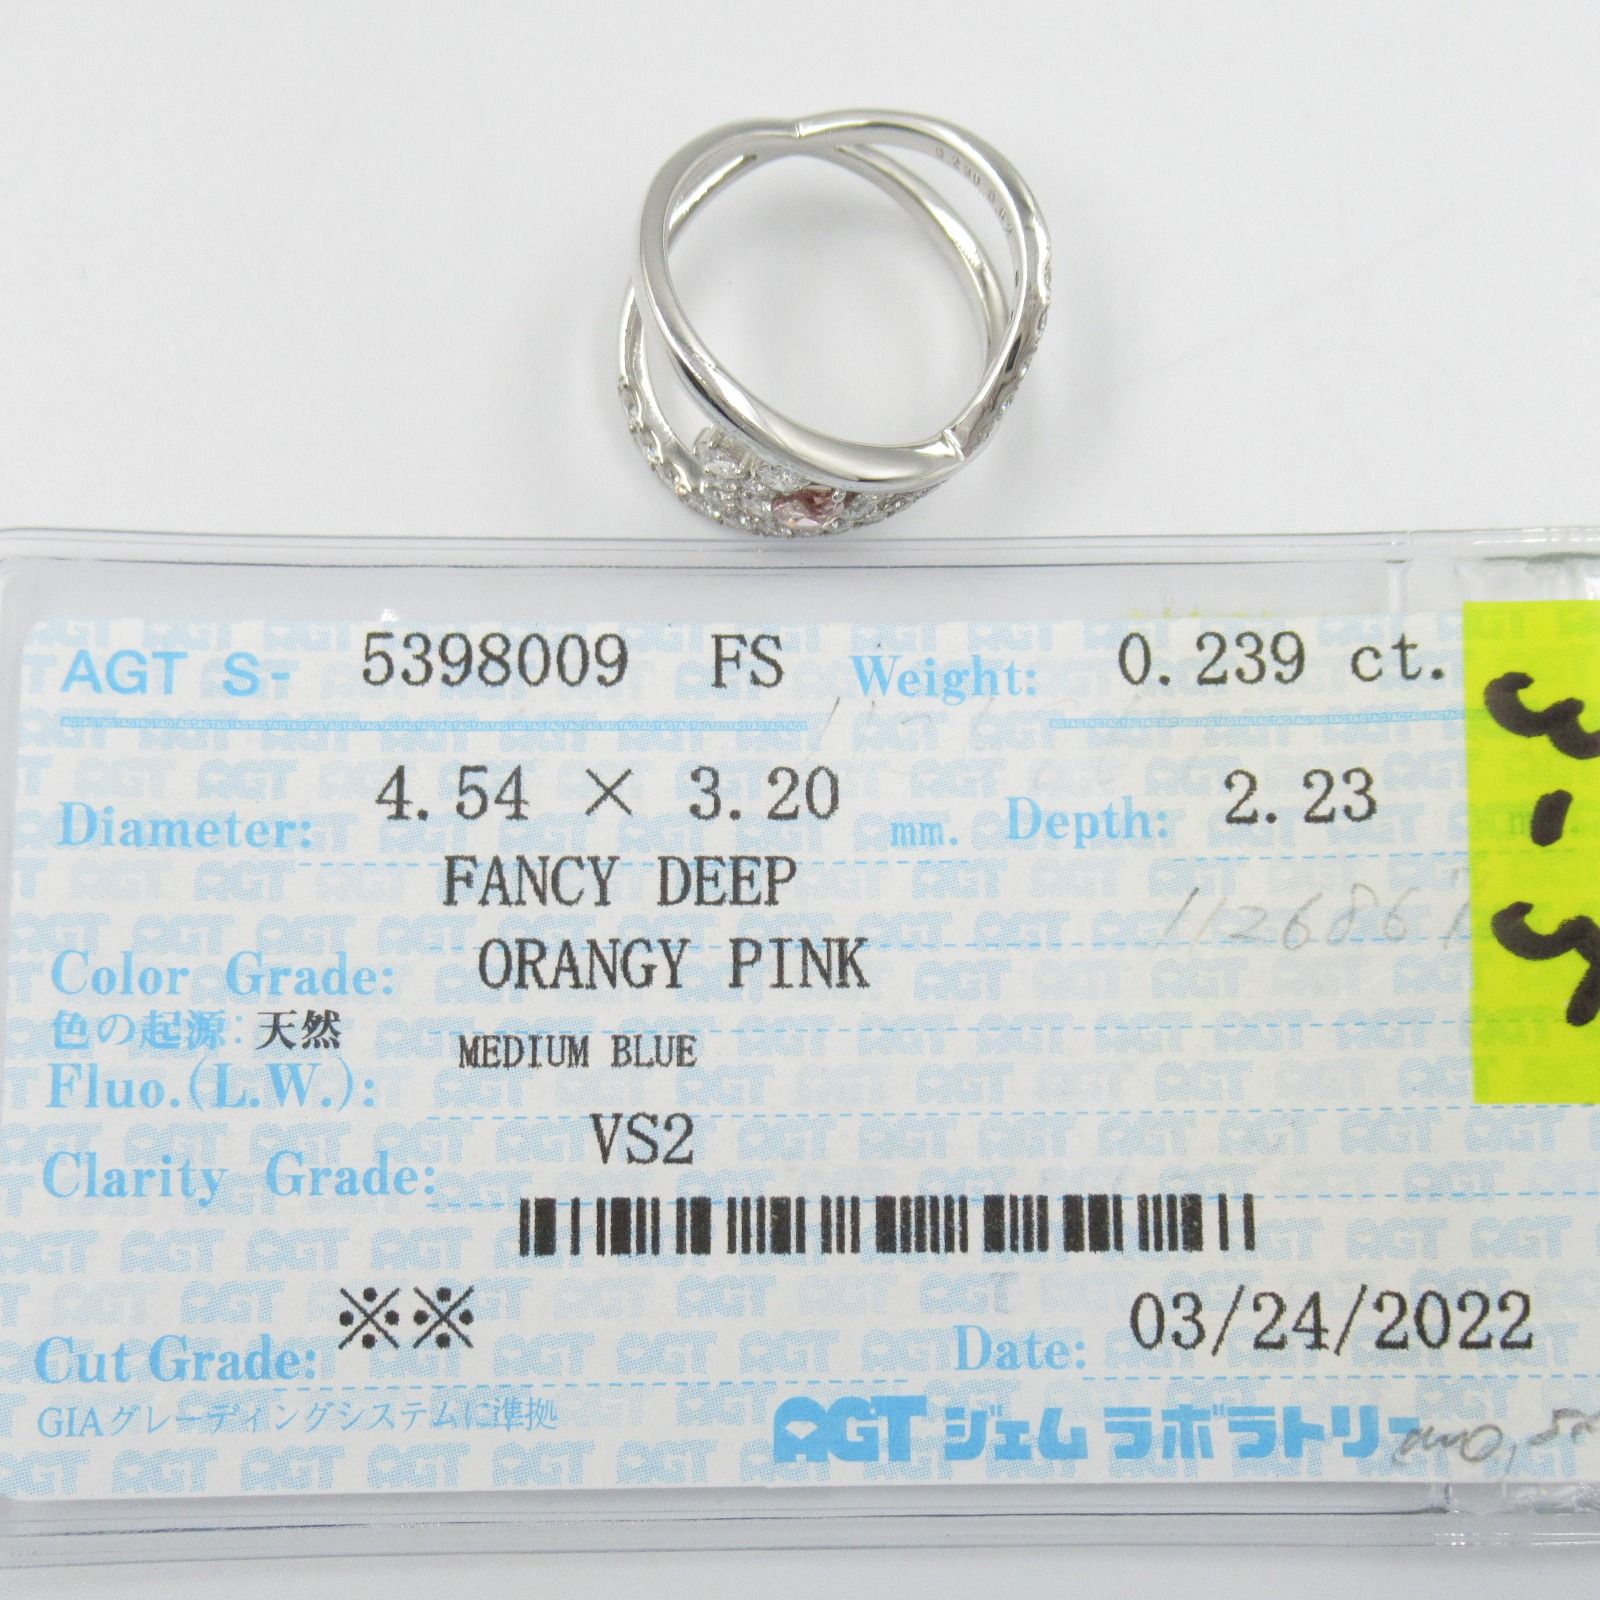 AGT S- 5398009 FS Weight: 0.239 ct.
Diameter: 4.54 × 3.20 mm. Depth: 2.23
FANCY DEEP
Color Grade: ORANGY PINK
色の起源: 天然
Fluo.(L.W.): MEDIUM BLUE
Clarity Grade: VS2
Cut Grade: ※※ Date: 03/24/2022
GIAグレーディングシステムに準拠
AGT ジェムラボラトリー